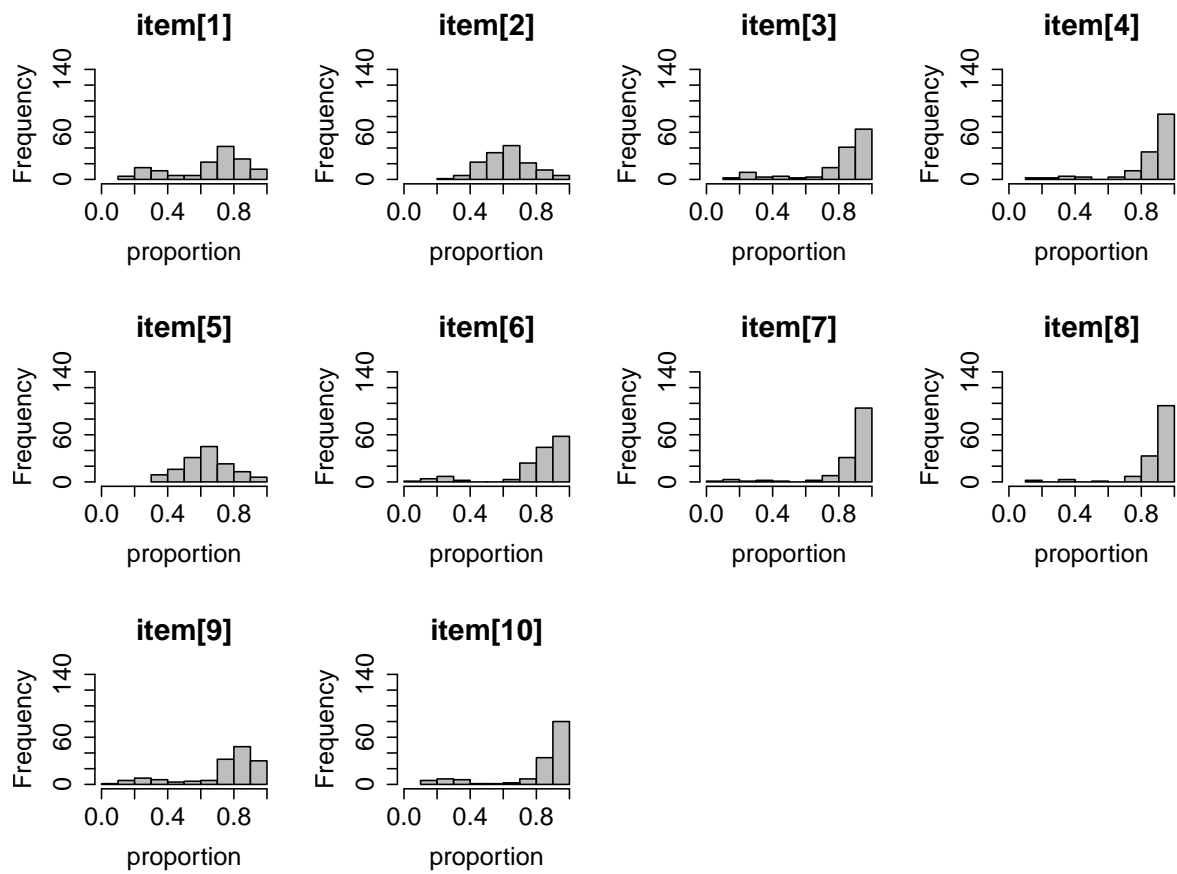 item[1]
Frequency
0 60 140
0.0 0.4 0.8
proportion
item[2]
Frequency
0 60 140
0.0 0.4 0.8
proportion
item[3]
Frequency
0 60 140
0.0 0.4 0.8
proportion
item[4]
Frequency
0 60 140
0.0 0.4 0.8
proportion
item[5]
Frequency
0 60 140
0.0 0.4 0.8
proportion
item[6]
Frequency
0 60 140
0.0 0.4 0.8
proportion
item[7]
Frequency
0 60 140
0.0 0.4 0.8
proportion
item[8]
Frequency
0 60 140
0.0 0.4 0.8
proportion
item[9]
Frequency
0 60 140
0.0 0.4 0.8
proportion
item[10]
Frequency
0 60 140
0.0 0.4 0.8
proportion